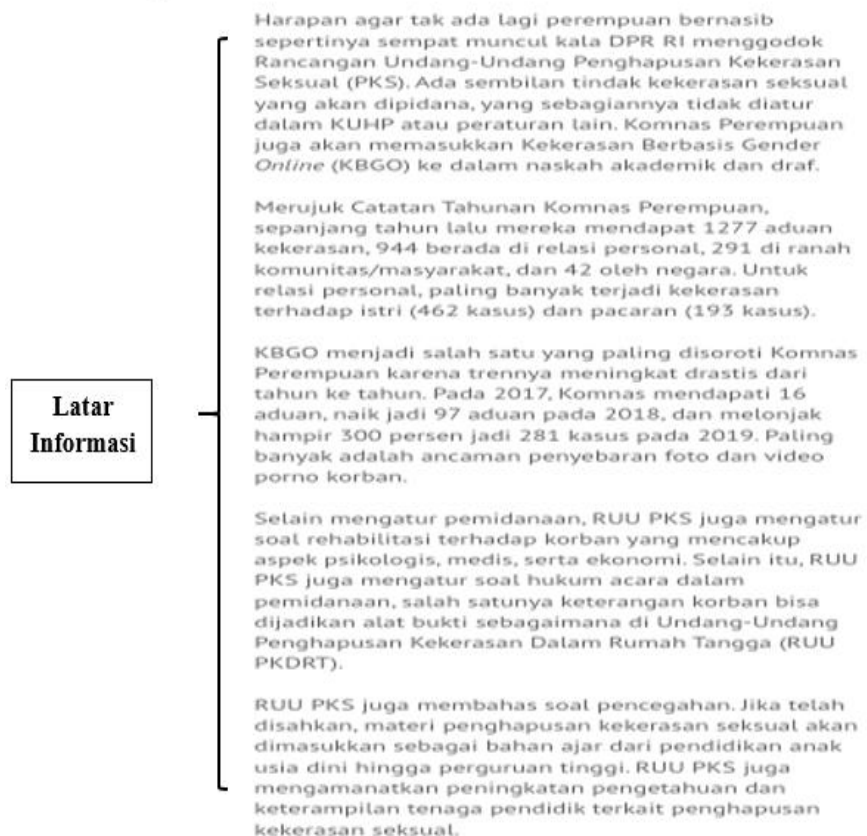 Harapan agar tak ada lagi perempuan bernasib
sepertinya sempat muncul kala DPR RI menggodok
Rancangan Undang-Undang Penghapusan Kekerasan
Seksual (PKS). Ada sembilan tindak kekerasan seksual
yang akan dipidana, yang sebagiannya tidak diatur
dalam KUHP atau peraturan lain. Komnas Perempuan
juga akan memasukkan Kekerasan Berbasis Gender
Online (KBGO) ke dalam naskah akademik dan draf.
Merujuk Catatan Tahunan Komnas Perempuan,
sepanjang tahun lalu mereka mendapat 1277 aduan
kekerasan, 944 berada di relasi personal, 291 di ranah
komunitas/masyarakat, dan 42 oleh negara. Untuk
relasi personal, paling banyak terjadi kekerasan
terhadap istri (462 kasus) dan pacaran (193 kasus).
KBGO menjadi salah satu yang paling disoroti Komnas
Perempuan karena trennya meningkat drastis dari
tahun ke tahun. Pada 2017, Komnas mendapati 16
aduan, naik jadi 97 aduan pada 2018, dan melonjak
hampir 300 persen jadi 281 kasus pada 2019. Paling
banyak adalah ancaman penyebaran foto dan video
porno korban.
Latar
Informasi
Selain mengatur pemidanaan, RUU PKS juga mengatur
soal rehabilitasi terhadap korban yang mencakup
aspek psikologis, medis, serta ekonomi. Selain itu, RUU
PKS juga mengatur soal hukum acara dalam
pemidanaan, salah satunya keterangan korban bisa
dijadikan alat bukti sebagaimana di Undang-Undang
Penghapusan Kekerasan Dalam Rumah Tangga (RUU
PKDRT).
RUU PKS juga membahas soal pencegahan. Jika telah
disahkan, materi penghapusan kekerasan seksual akan
dimasukkan sebagai bahan ajar dari pendidikan anak
usia dini hingga perguruan tinggi. RUU PKS juga
mengamanatkan peningkatan pengetahuan dan
keterampilan tenaga pendidik terkait penghapusan
kekerasan seksual.